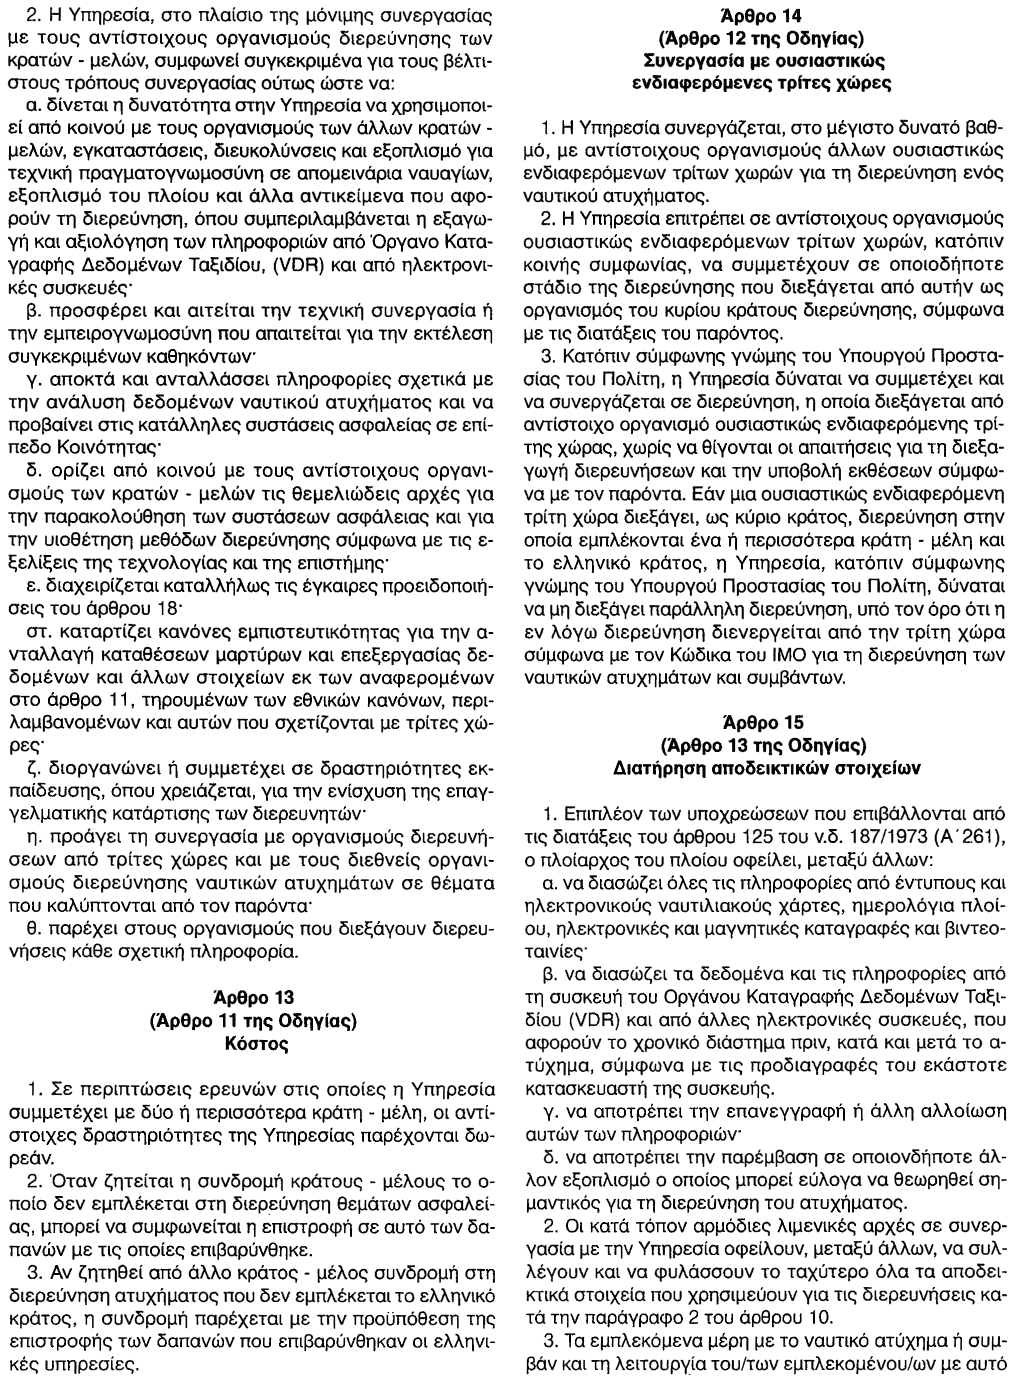 2. Η Υπηρεσία, στο πλαίσιο της μόνιμης συνεργασίας
με τους αντίστοιχους οργανισμούς διερεύνησης των
κρατών - μελών, συμφωνεί συγκεκριμένα για τους βέλτι-
στους τρόπους συνεργασίας ούτως ώστε να:
α. δίνεται η δυνατότητα στην Υπηρεσία να χρησιμοποι-
εί από κοινού με τους οργανισμούς των άλλων κρατών -
μελών, εγκαταστάσεις, διευκολύνσεις και εξοπλισμό για
τεχνική πραγματογνωμοσύνη σε απομεινάρια ναυαγίων,
εξοπλισμό του πλοίου και άλλα αντικείμενα που αφο-
ρούν τη διερεύνηση, όπου συμπεριλαμβάνεται η εξαγω-
γή και αξιολόγηση των πληροφοριών από Όργανο Κατα-
γραφής Δεδομένων Ταξιδίου, (VDR) και από ηλεκτρονι-
κές συσκευές·
β. προσφέρει και αιτείται την τεχνική συνεργασία ή
την εμπειρογνωμοσύνη που απαιτείται για την εκτέλεση
συγκεκριμένων καθηκόντων·
γ. αποκτά και ανταλλάσσει πληροφορίες σχετικά με
την ανάλυση δεδομένων ναυτικού ατυχήματος και να
προβαίνει στις κατάλληλες συστάσεις ασφαλείας σε επί-
πεδο Κοινότητας·
δ. ορίζει από κοινού με τους αντίστοιχους οργανι-
σμούς των κρατών - μελών τις θεμελιώδεις αρχές για
την παρακολούθηση των συστάσεων ασφάλειας και για
την υιοθέτηση μεθόδων διερεύνησης σύμφωνα με τις ε-
ξελίξεις της τεχνολογίας και της επιστήμης·
ε. διαχειρίζεται καταλλήλως τις έγκαιρες προειδοποιή-
σεις του άρθρου 18·
στ. καταρτίζει κανόνες εμπιστευτικότητας για την α-
νταλλαγή καταθέσεων μαρτύρων και επεξεργασίας δε-
δομένων και άλλων στοιχείων εκ των αναφερομένων
στο άρθρο 11, τηρουμένων των εθνικών κανόνων, περι-
λαμβανομένων και αυτών που σχετίζονται με τρίτες χώ-
ρες·
ζ. διοργανώνει ή συμμετέχει σε δραστηριότητες εκ-
παίδευσης, όπου χρειάζεται, για την ενίσχυση της επαγ-
γελματικής κατάρτισης των διερευνητών·
η. προάγει τη συνεργασία με οργανισμούς διερευνή-
σεων από τρίτες χώρες και με τους διεθνείς οργανι-
σμούς διερεύνησης ναυτικών ατυχημάτων σε θέματα
που καλύπτονται από τον παρόντα·
θ. παρέχει στους οργανισμούς που διεξάγουν διερευ-
νήσεις κάθε σχετική πληροφορία.
Άρθρο 13
(Άρθρο 11 της Οδηγίας)
Κόστος
1. Σε περιπτώσεις ερευνών στις οποίες η Υπηρεσία
συμμετέχει με δύο ή περισσότερα κράτη - μέλη, οι αντί-
στοιχες δραστηριότητες της Υπηρεσίας παρέχονται δω-
ρεάν.
2. Όταν ζητείται η συνδρομή κράτους - μέλους το ο-
ποίο δεν εμπλέκεται στη διερεύνηση θεμάτων ασφαλεί-
ας, μπορεί να συμφωνείται η επιστροφή σε αυτό των δα-
πανών με τις οποίες επιβαρύνθηκε.
3. Αν ζητηθεί από άλλο κράτος - μέλος συνδρομή στη
διερεύνηση ατυχήματος που δεν εμπλέκεται το ελληνικό
κράτος, η συνδρομή παρέχεται με την προϋπόθεση της
επιστροφής των δαπανών που επιβαρύνθηκαν οι ελληνι-
κές υπηρεσίες.
Άρθρο 14
(Άρθρο 12 της Οδηγίας)
Συνεργασία με ουσιαστικώς
ενδιαφερόμενες τρίτες χώρες
1. Η Υπηρεσία συνεργάζεται, στο μέγιστο δυνατό βαθ-
μό, με αντίστοιχους οργανισμούς άλλων ουσιαστικώς
ενδιαφερόμενων τρίτων χωρών για τη διερεύνηση ενός
ναυτικού ατυχήματος.
2. Η Υπηρεσία επιτρέπει σε αντίστοιχους οργανισμούς
ουσιαστικώς ενδιαφερόμενων τρίτων χωρών, κατόπιν
κοινής συμφωνίας, να συμμετέχουν σε οποιοδήποτε
στάδιο της διερεύνησης που διεξάγεται από αυτήν ως
οργανισμός του κυρίου κράτους διερεύνησης, σύμφωνα
με τις διατάξεις του παρόντος.
3. Κατόπιν σύμφωνης γνώμης του Υπουργού Προστα-
σίας του Πολίτη, η Υπηρεσία δύναται να συμμετέχει και
να συνεργάζεται σε διερεύνηση, η οποία διεξάγεται από
αντίστοιχο οργανισμό ουσιαστικώς ενδιαφερόμενης τρί-
της χώρας, χωρίς να θίγονται οι απαιτήσεις για τη διεξα-
γωγή διερευνήσεων και την υποβολή εκθέσεων σύμφω-
να με τον παρόντα. Εάν μια ουσιαστικώς ενδιαφερόμενη
τρίτη χώρα διεξάγει, ως κύριο κράτος, διερεύνηση στην
οποία εμπλέκονται ένα ή περισσότερα κράτη - μέλη και
το ελληνικό κράτος, η Υπηρεσία, κατόπιν σύμφωνης
γνώμης του Υπουργού Προστασίας του Πολίτη, δύναται
να μη διεξάγει παράλληλη διερεύνηση, υπό τον όρο ότι η
εν λόγω διερεύνηση διενεργείται από την τρίτη χώρα
σύμφωνα με τον Κώδικα του ΙΜΟ για τη διερεύνηση των
ναυτικών ατυχημάτων και συμβάντων.
Άρθρο 15
(Άρθρο 13 της Οδηγίας)
Διατήρηση αποδεικτικών στοιχείων
1. Επιπλέον των υποχρεώσεων που επιβάλλονται από
τις διατάξεις του άρθρου 125 του ν.δ. 187/1973 (Α΄261),
ο πλοίαρχος του πλοίου οφείλει, μεταξύ άλλων:
α. να διασώζει όλες τις πληροφορίες από έντυπους και
ηλεκτρονικούς ναυτιλιακούς χάρτες, ημερολόγια πλοί-
ου, ηλεκτρονικές και μαγνητικές καταγραφές και βιντεο-
ταινίες·
β. να διασώζει τα δεδομένα και τις πληροφορίες από
τη συσκευή του Οργάνου Καταγραφής Δεδομένων Ταξι-
δίου (VDR) και από άλλες ηλεκτρονικές συσκευές, που
αφορούν το χρονικό διάστημα πριν, κατά και μετά το α-
τύχημα, σύμφωνα με τις προδιαγραφές του εκάστοτε
κατασκευαστή της συσκευής.
γ. να αποτρέπει την επανεγγραφή ή άλλη αλλοίωση
αυτών των πληροφοριών·
δ. να αποτρέπει την παρέμβαση σε οποιονδήποτε άλ-
λον εξοπλισμό ο οποίος μπορεί εύλογα να θεωρηθεί ση-
μαντικός για τη διερεύνηση του ατυχήματος.
2. Οι κατά τόπον αρμόδιες λιμενικές αρχές σε συνερ-
γασία με την Υπηρεσία οφείλουν, μεταξύ άλλων, να συλ-
λέγουν και να φυλάσσουν το ταχύτερο όλα τα αποδει-
κτικά στοιχεία που χρησιμεύουν για τις διερευνήσεις κα-
τά την παράγραφο 2 του άρθρου 10.
3. Τα εμπλεκόμενα μέρη με το ναυτικό ατύχημα ή συμ-
βάν και τη λειτουργία του/των εμπλεκομένου/ων με αυτό